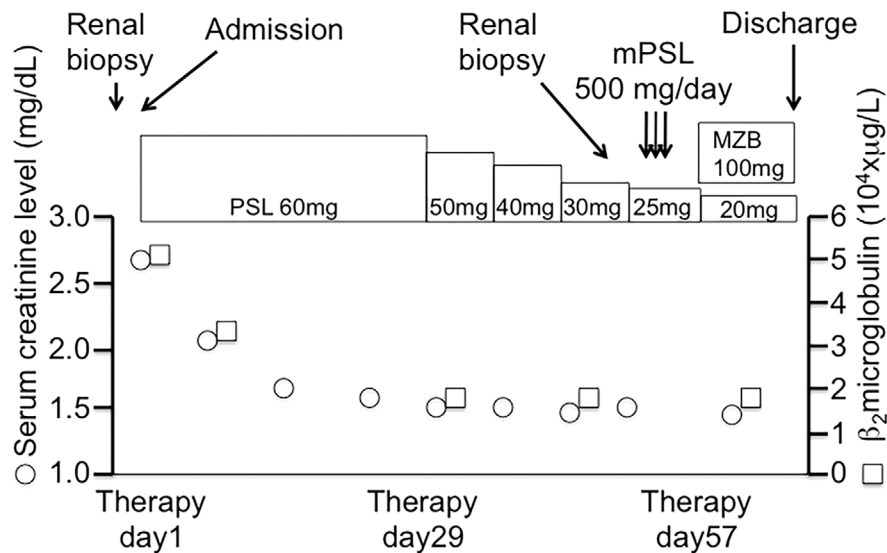 Renal
biopsy
Admission
Renal
biopsy
mPSL
500 mg/day
Discharge
MZB
100mg
PSL 60mg
50mg
40mg
30mg
25mg
20mg
Serum creatinine level (mg/dL)
3.0
2.5
2.0
1.5
1.0
6
5
4
3
2
1
0
β₂microglobulin (10⁴xµg/L)
Therapy
day1
Therapy
day29
Therapy
day57